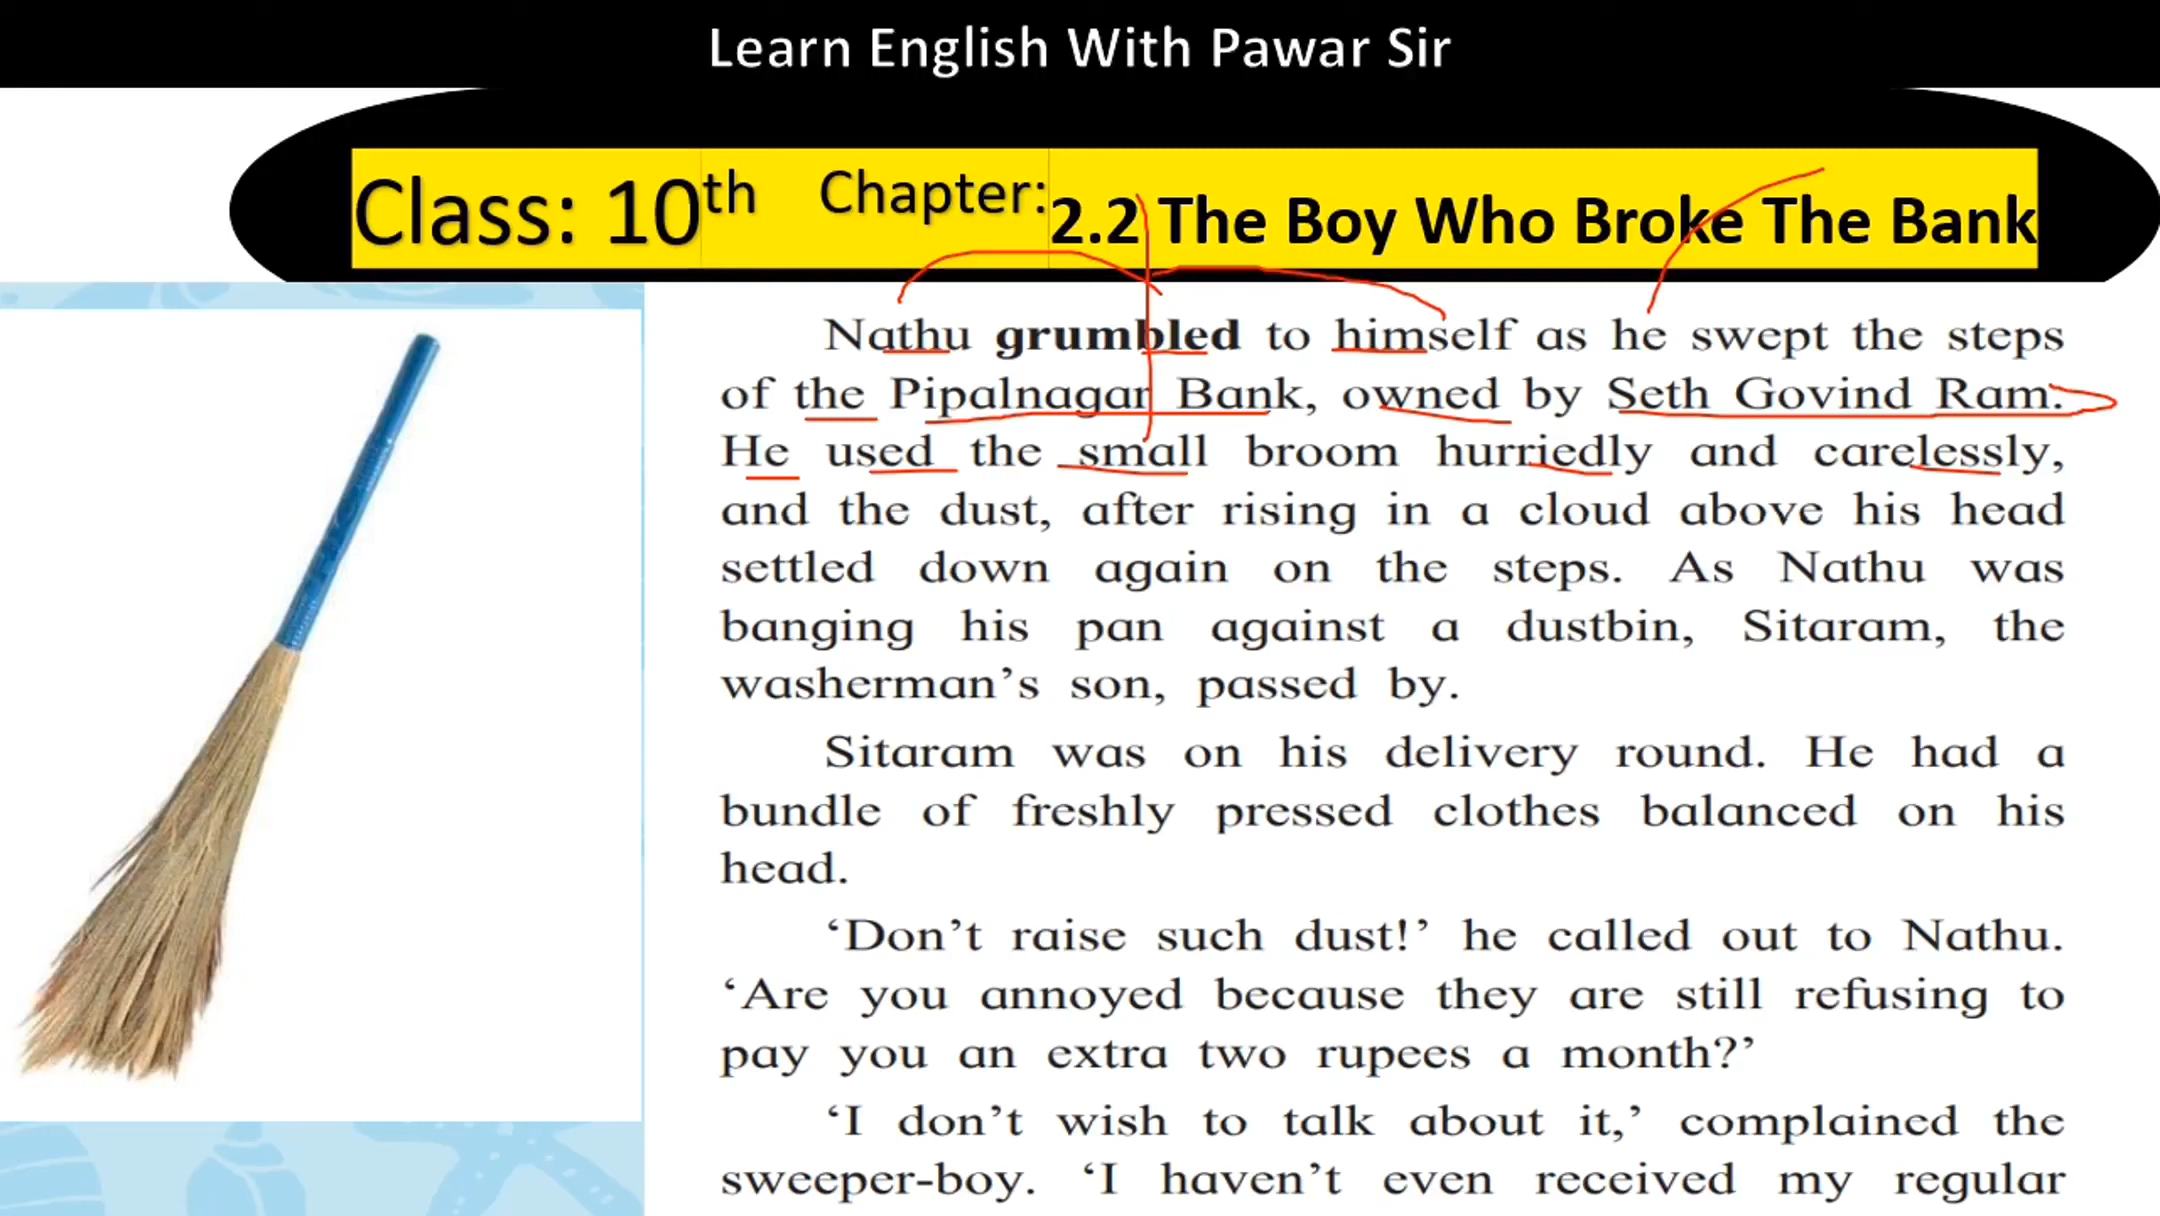 Learn English With Pawar Sir
Class: 10th Chapter: 2.2 The Boy Who Broke The Bank
Nathu grumbled to himself as he swept the steps
of the Pipalnagar Bank, owned by Seth Govind Ram.
He used the small broom hurriedly and carelessly,
and the dust, after rising in a cloud above his head
settled down again on the steps. As Nathu was
banging his pan against a dustbin, Sitaram, the
washerman’s son, passed by.
Sitaram was on his delivery round. He had a
bundle of freshly pressed clothes balanced on his
head.
‘Don’t raise such dust!’ he called out to Nathu.
‘Are you annoyed because they are still refusing to
pay you an extra two rupees a month?’
‘I don’t wish to talk about it,’ complained the
sweeper-boy. ‘I haven’t even received my regular